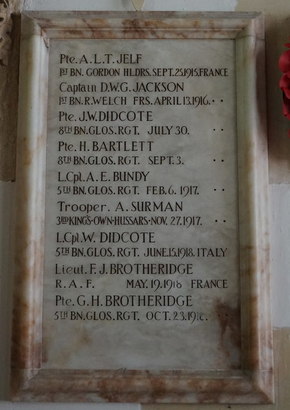 Pte. A. L. T. JELF
1ST BN. GORDON HLDRS. SEPT. 25. 1915. FRANCE
Captain D.W.G. JACKSON
1ST BN. R. WELCH FRS. APRIL 13. 1916. · ·
Pte. J.W. DIDCOTE
8TH BN. GLOS. RGT. JULY 30. · ·
Pte. H. BARTLETT
8TH BN. GLOS. RGT. SEPT. 3. · ·
L.Cpl. A. E. BUNDY
5TH BN. GLOS. RGT. FEB. 6. 1917. · ·
Trooper. A. SURMAN
3RD KING'S·OWN·HUSSARS·NOV. 27. 1917. · ·
L.Cpl. W. DIDCOTE
5TH BN. GLOS. RGT. JUNE. 15. 1918. ITALY
Lieut. F. J. BROTHERIDGE
R. A. F. MAY. 19. 1918 FRANCE
Pte. G. H. BROTHERIDGE
5TH BN. GLOS. RGT. OCT. 23. · ·